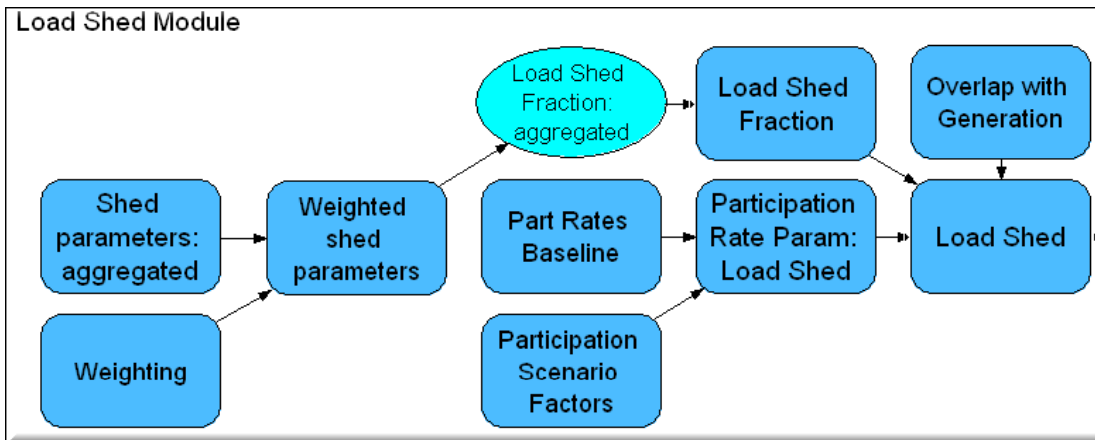 Load Shed Module
Load Shed
Fraction:
aggregated
Load Shed
Fraction
Overlap with
Generation
Shed
parameters:
aggregated
Weighted
shed
parameters
Part Rates
Baseline
Participation
Rate Param:
Load Shed
Load Shed
Weighting
Participation
Scenario
Factors